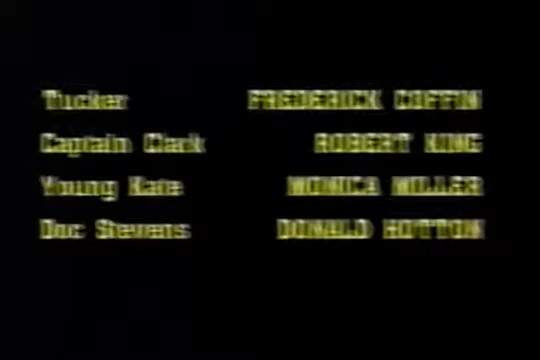 Tucker FREDERICK COFFIN
Captain Clark ROBERT KING
Young Kate MONICA MILLER
Doc Stevens DONALD HOTTON